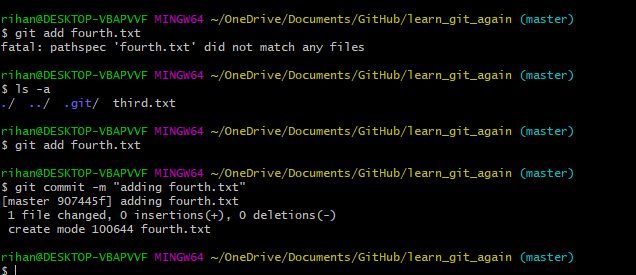 rihan@DESKTOP-VBAPVVF MINGW64 ~/OneDrive/Documents/GitHub/learn_git_again (master)
$ git add fourth.txt
fatal: pathspec 'fourth.txt' did not match any files

rihan@DESKTOP-VBAPVVF MINGW64 ~/OneDrive/Documents/GitHub/learn_git_again (master)
$ ls -a
./  ../  .git/  third.txt

rihan@DESKTOP-VBAPVVF MINGW64 ~/OneDrive/Documents/GitHub/learn_git_again (master)
$ git add fourth.txt

rihan@DESKTOP-VBAPVVF MINGW64 ~/OneDrive/Documents/GitHub/learn_git_again (master)
$ git commit -m "adding fourth.txt"
[master 907445f] adding fourth.txt
 1 file changed, 0 insertions(+), 0 deletions(-)
 create mode 100644 fourth.txt

rihan@DESKTOP-VBAPVVF MINGW64 ~/OneDrive/Documents/GitHub/learn_git_again (master)
$